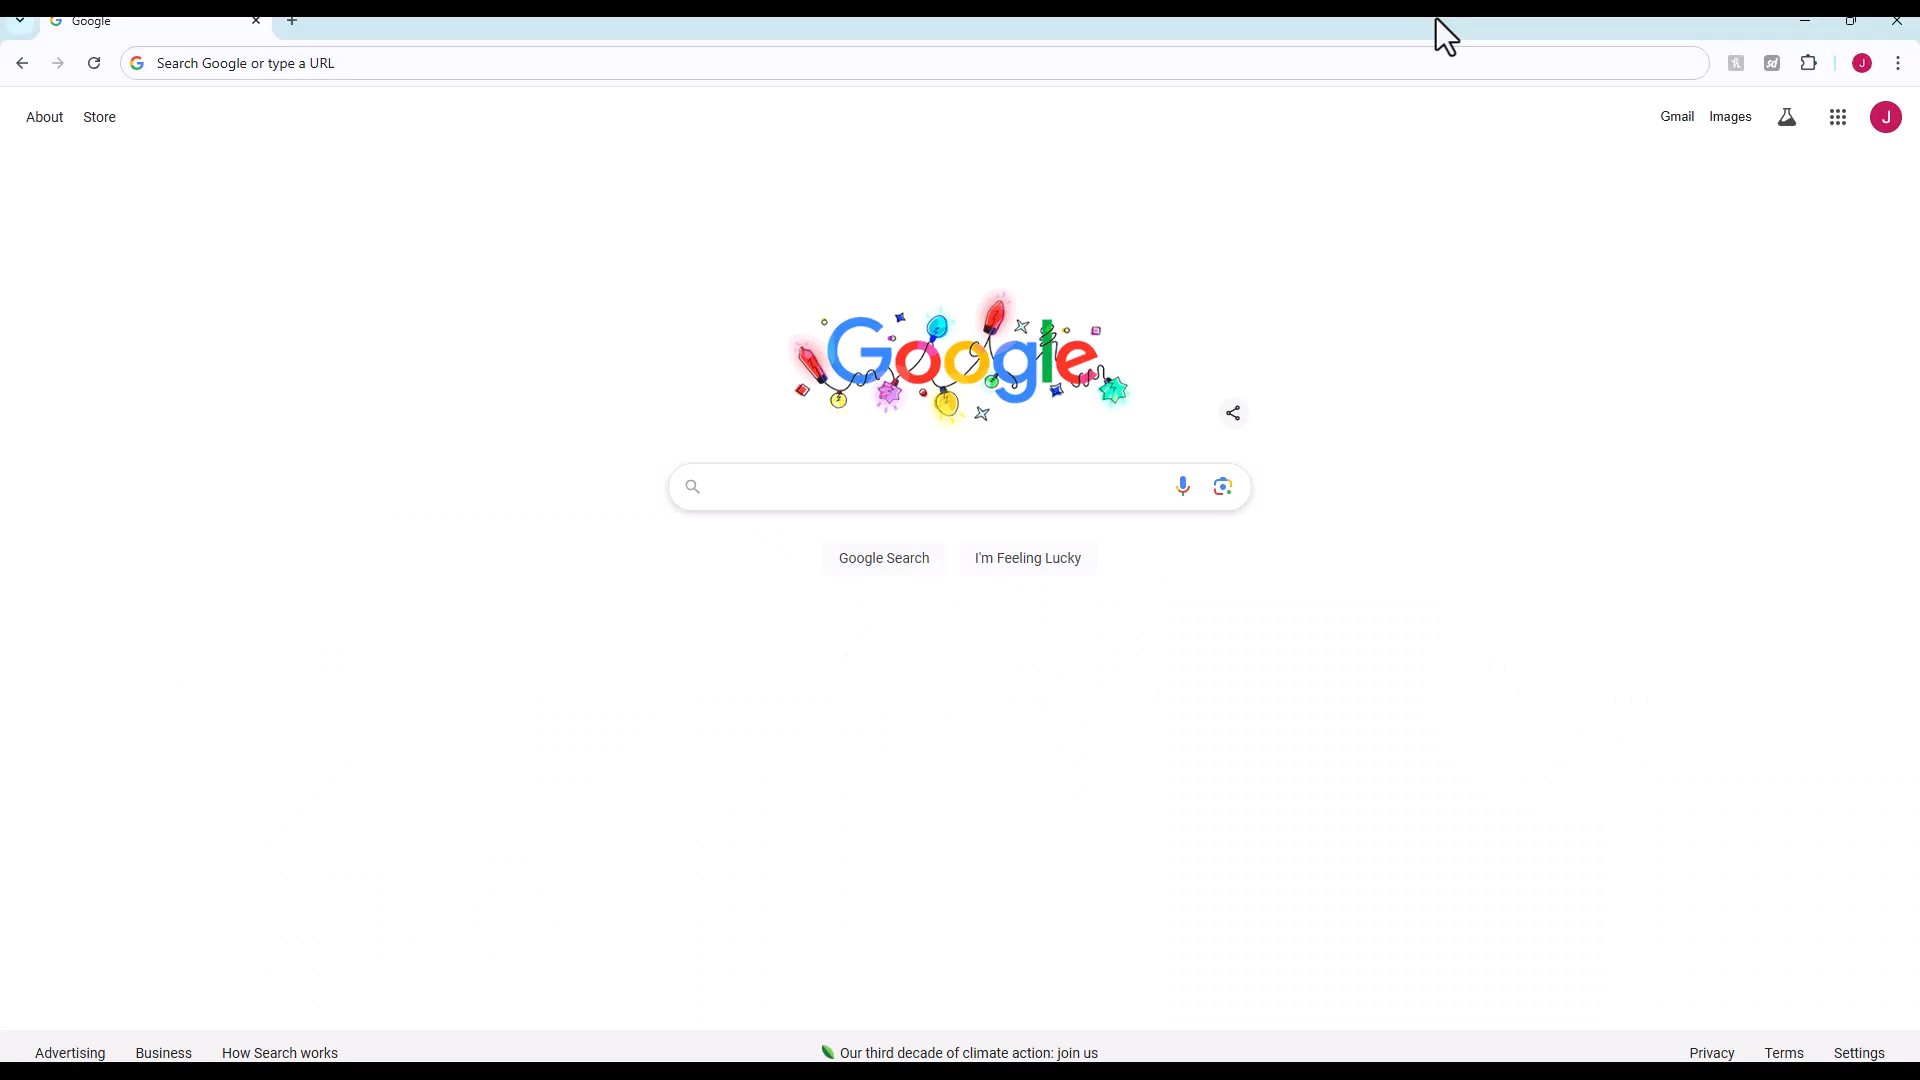 Google
Search Google or type a URL
J
About Store
Gmail Images
J
Google
Google Search I'm Feeling Lucky
Advertising Business How Search works
Our third decade of climate action: join us
Privacy Terms Settings